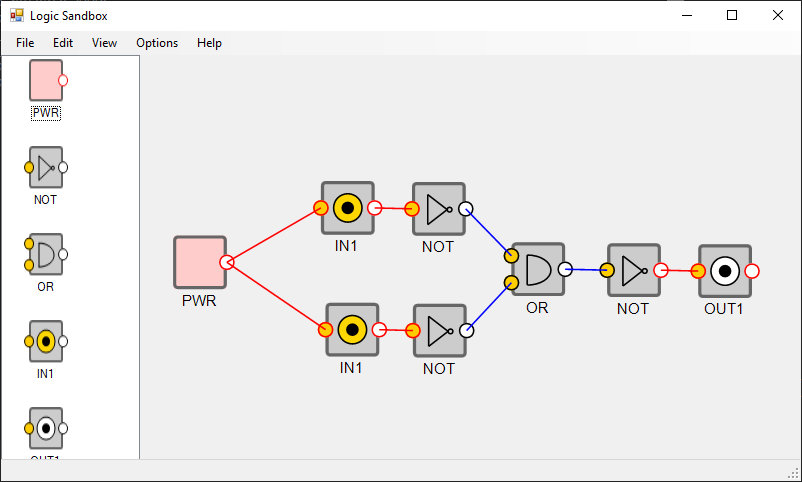 Logic Sandbox
File Edit View Options Help
PWR
NOT
OR
IN1
OUT1
IN1
NOT
PWR
OR
NOT
OUT1
IN1
NOT